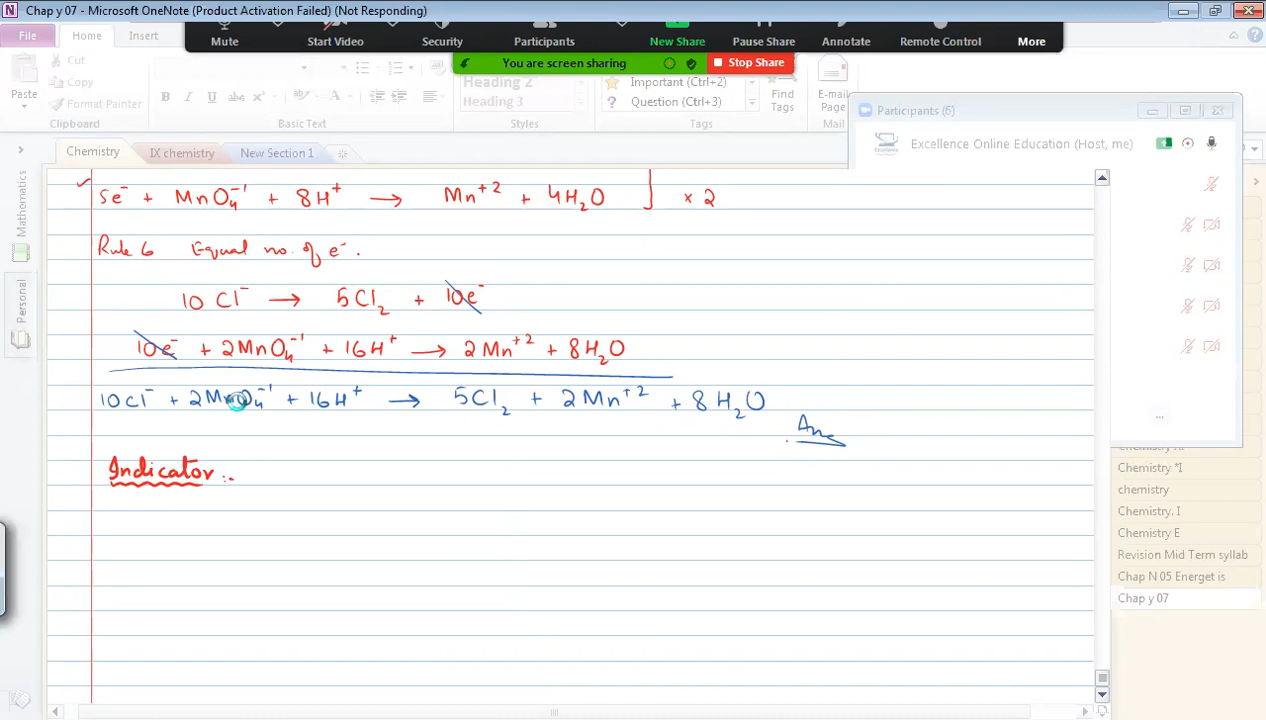 Chap y 07 - Microsoft OneNote (Product Activation Failed) (Not Responding)
File Home Insert
Mute Start Video Security Participants New Share Pause Share Annotate Remote Control More
You are screen sharing Stop Share
Cut
Copy
Paste
Format Painter
Clipboard
B I U abc
Basic Text
Heading 2
Heading 3
Styles
Important (Ctrl+2)
Question (Ctrl+3)
Tags
Find
Tags
E-mail
Page
Mail
Participants (6)
Excellence Online Education (Host, me)
...
Chemistry IX chemistry New Section 1
Mathematics
Personal
5e⁻ + MnO₄⁻¹ + 8H⁺ → Mn⁺² + 4H₂O ] × 2
Rule 6 Equal no. of e⁻.
10 Cl⁻ → 5Cl₂ + 10e⁻
10e⁻ + 2MnO₄⁻¹ + 16H⁺ → 2Mn⁺² + 8H₂O
10Cl⁻ + 2MnO₄⁻¹ + 16H⁺ → 5Cl₂ + 2Mn⁺² + 8H₂O
Ans
Indicator :-
Chemistry *I
chemistry
Chemistry. I
Chemistry E
Revision Mid Term syllab
Chap N 05 Energet is
Chap y 07